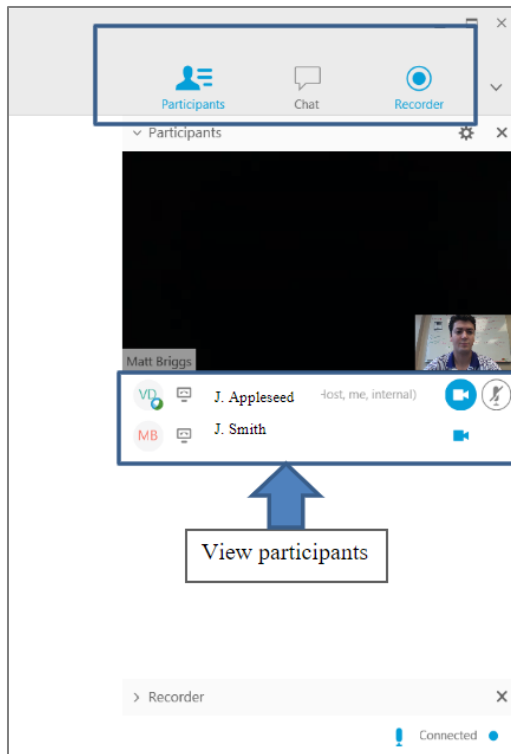 Participants
Chat
Recorder
Participants
Matt Briggs
VD J. Appleseed Host, me, internal)
MB J. Smith
View participants
Recorder
Connected